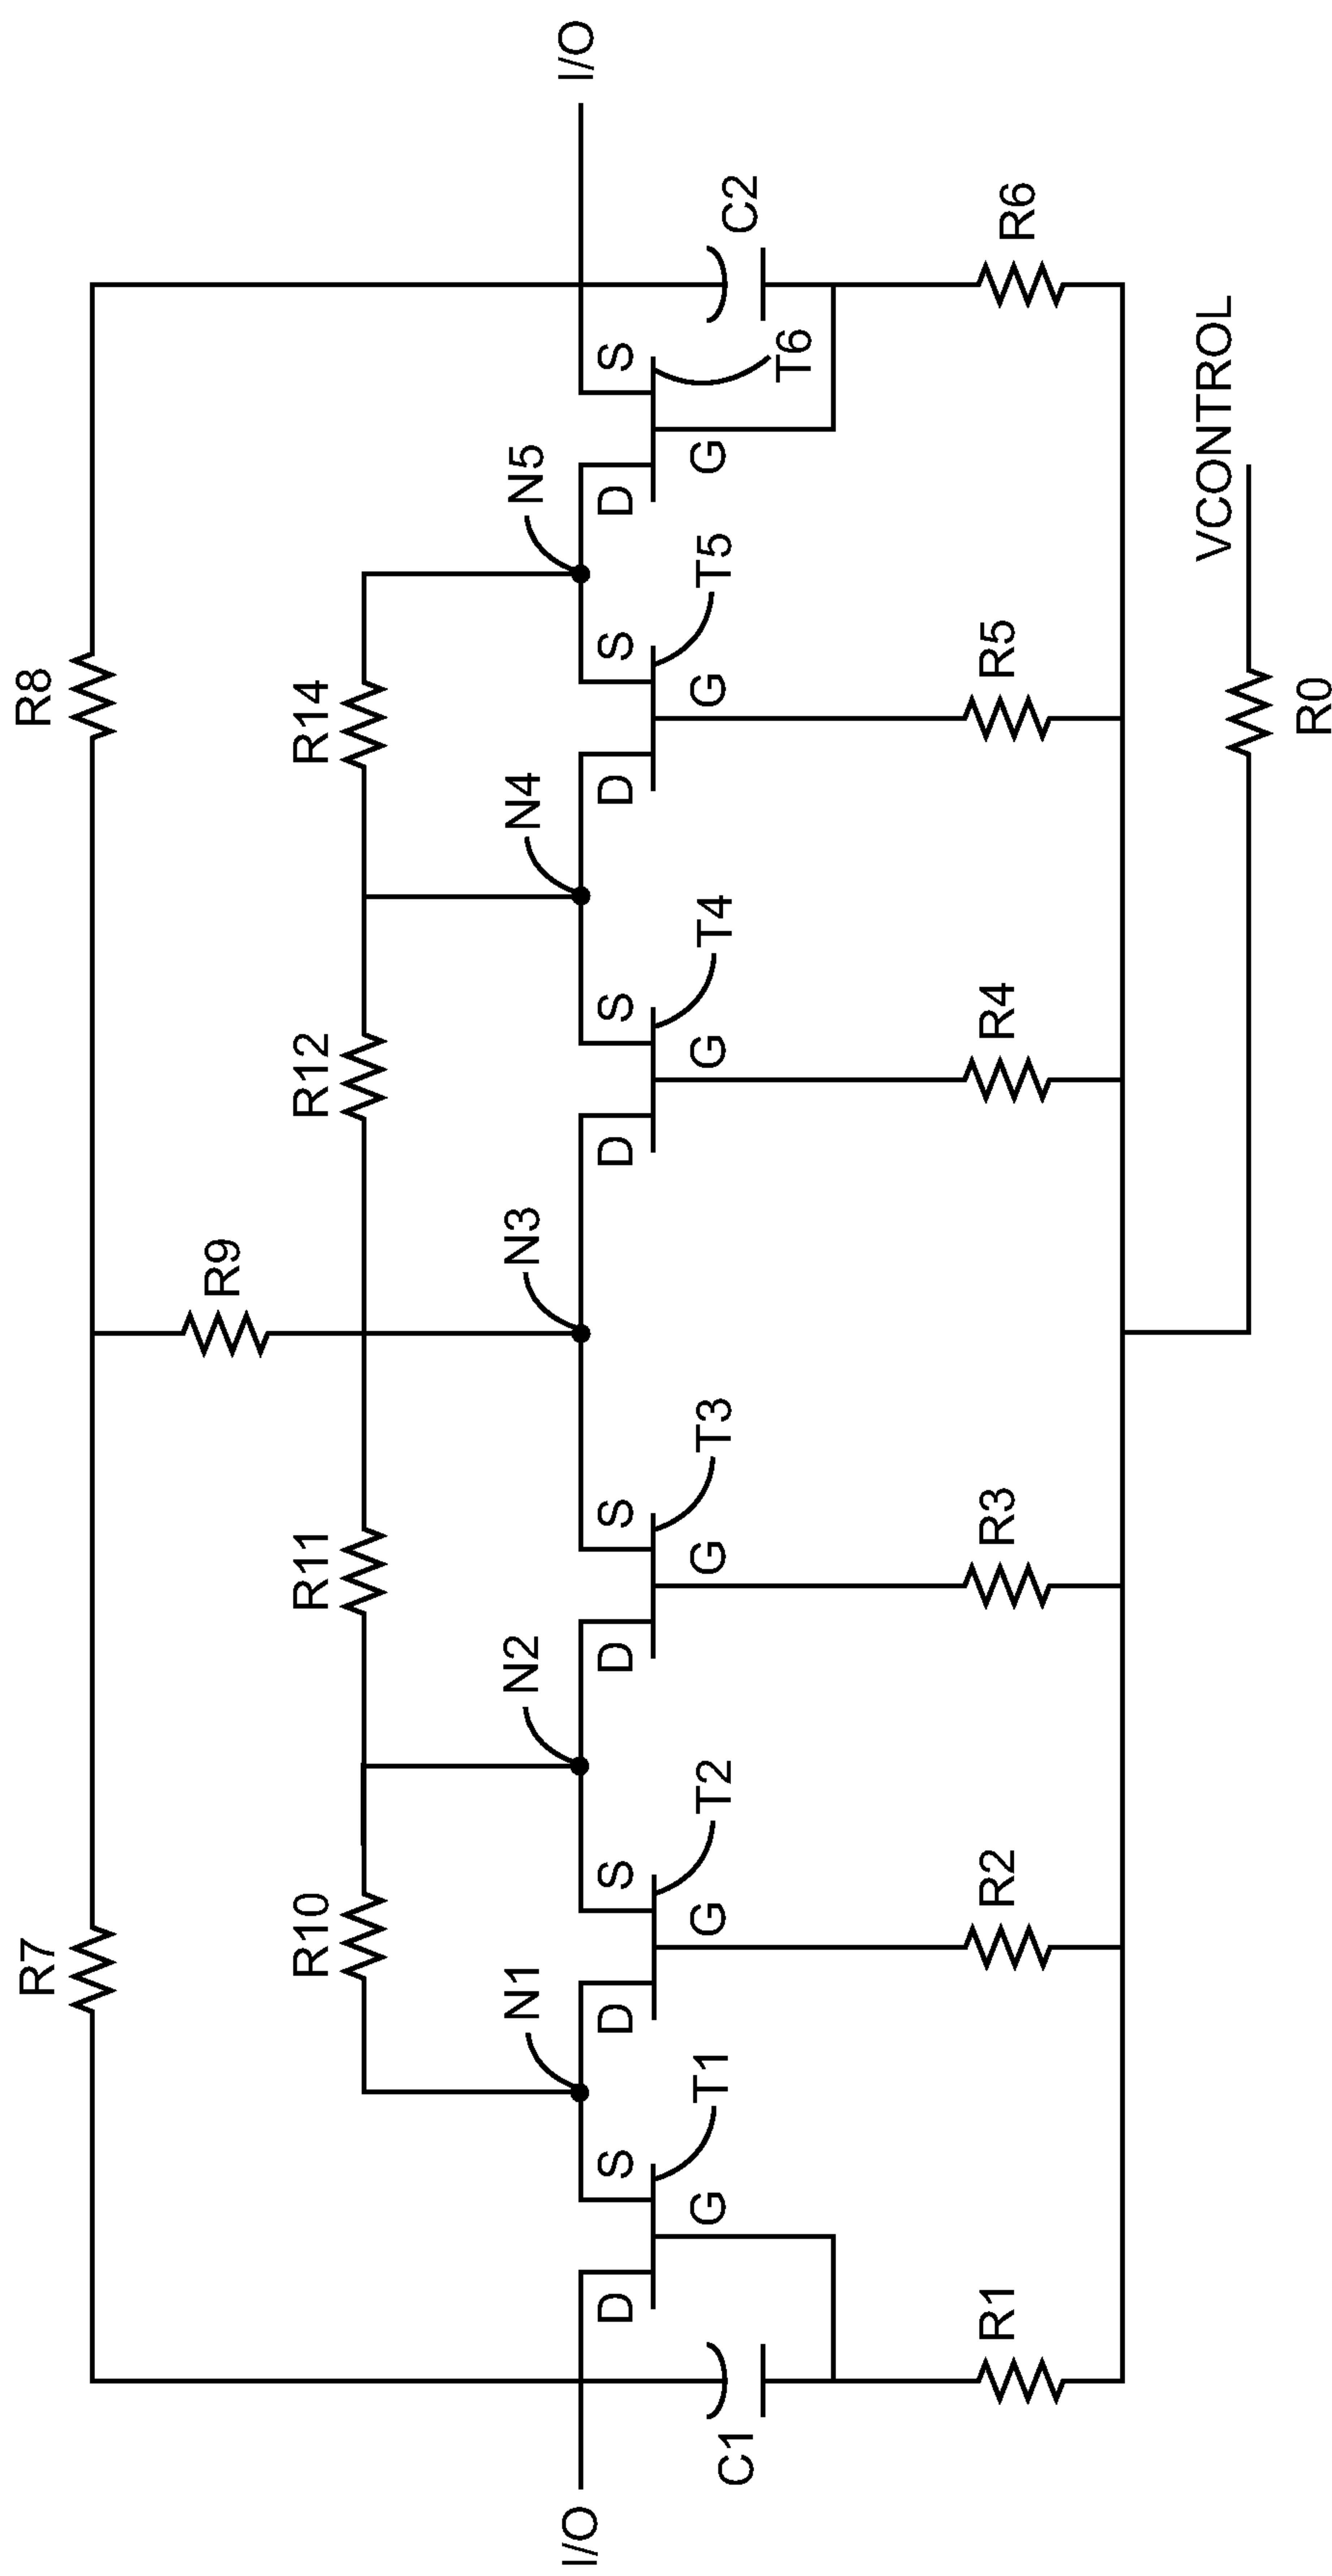 R7
R8
R9
R10
R11
R12
R14
N1
N2
N3
N4
N5
I/O
I/O
D
S
D
S
D
S
D
S
D
S
D
S
G
G
G
G
G
G
T1
T2
T3
T4
T5
T6
C1
C2
R1
R2
R3
R4
R5
R6
VCONTROL
R0